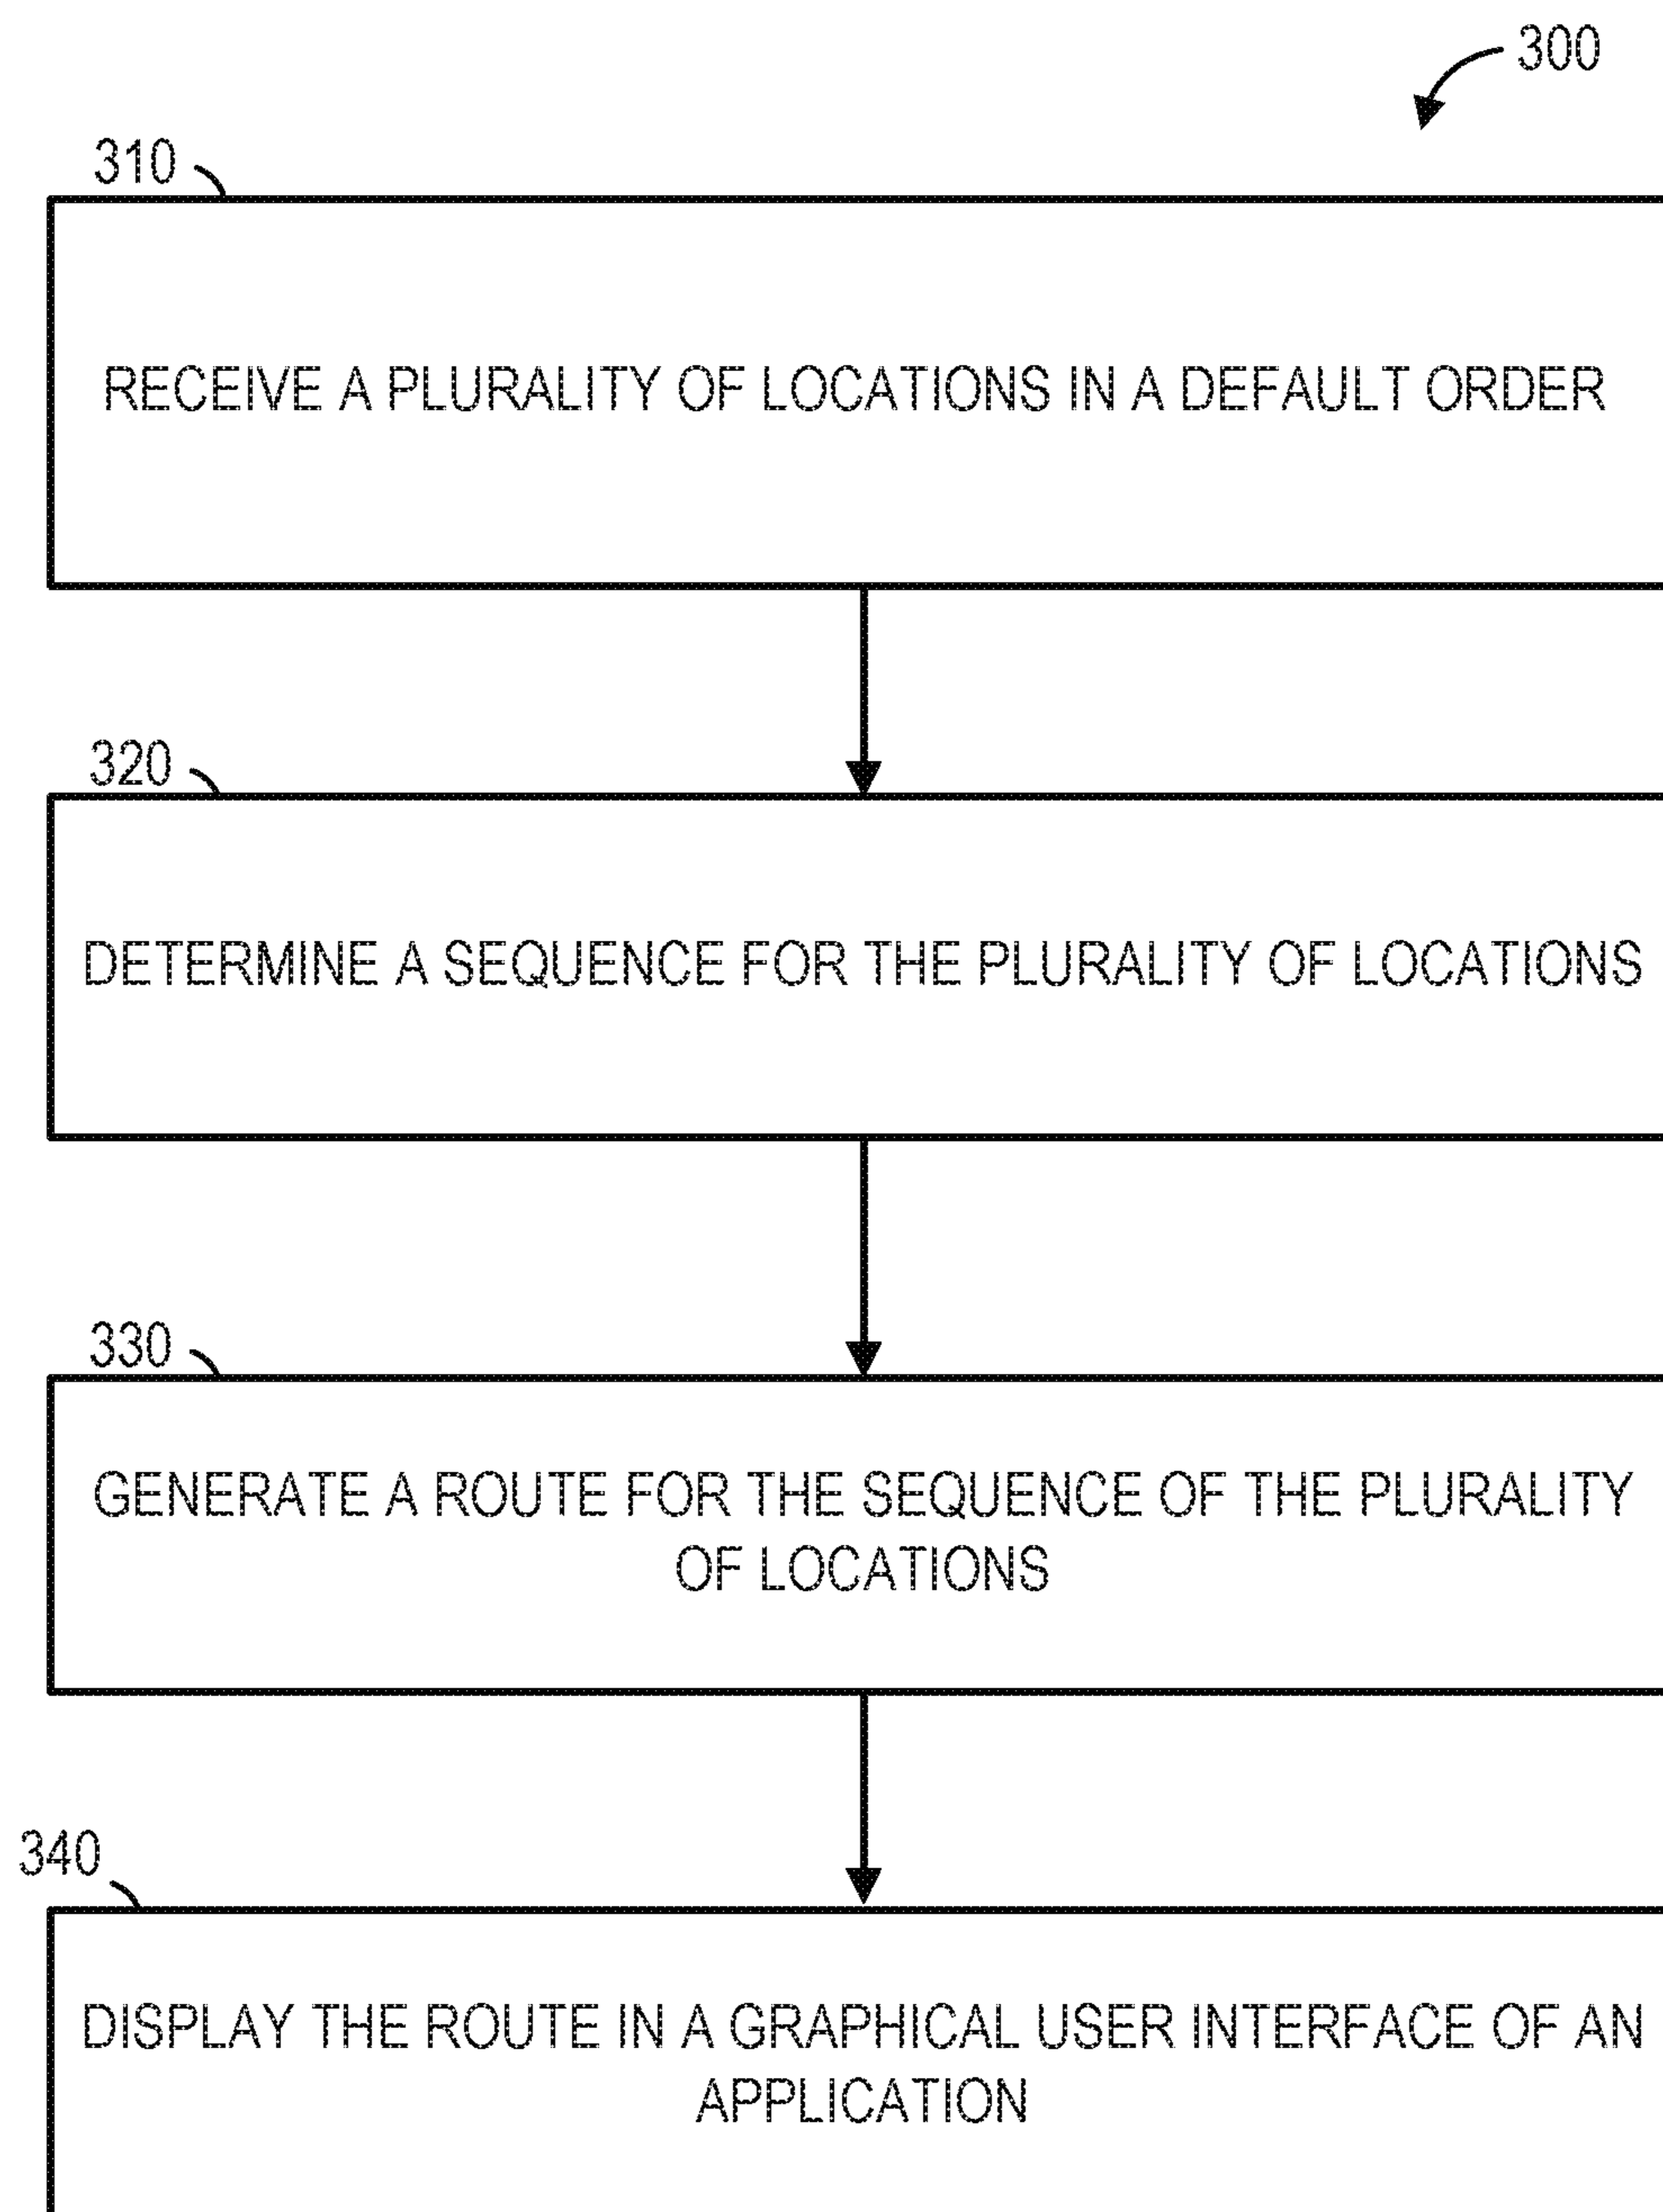 300
310
RECEIVE A PLURALITY OF LOCATIONS IN A DEFAULT ORDER
320
DETERMINE A SEQUENCE FOR THE PLURALITY OF LOCATIONS
330
GENERATE A ROUTE FOR THE SEQUENCE OF THE PLURALITY
OF LOCATIONS
340
DISPLAY THE ROUTE IN A GRAPHICAL USER INTERFACE OF AN
APPLICATION